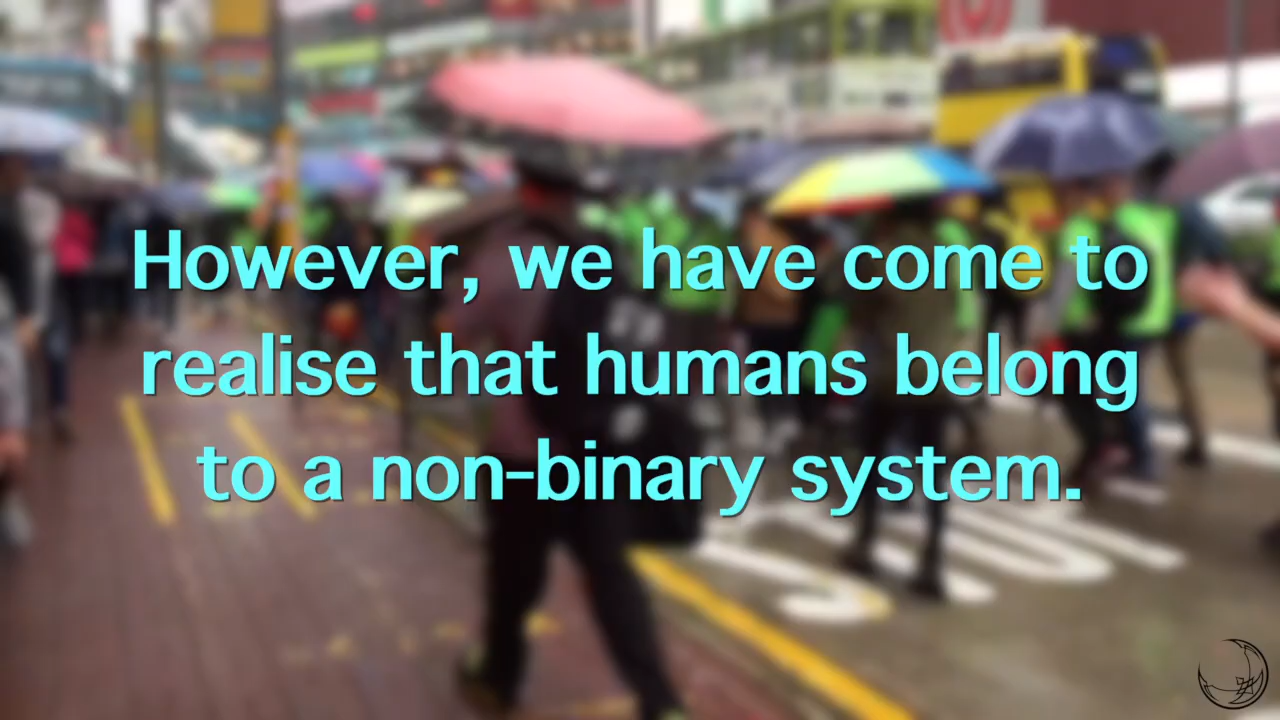 However, we have come to
realise that humans belong
to a non-binary system.